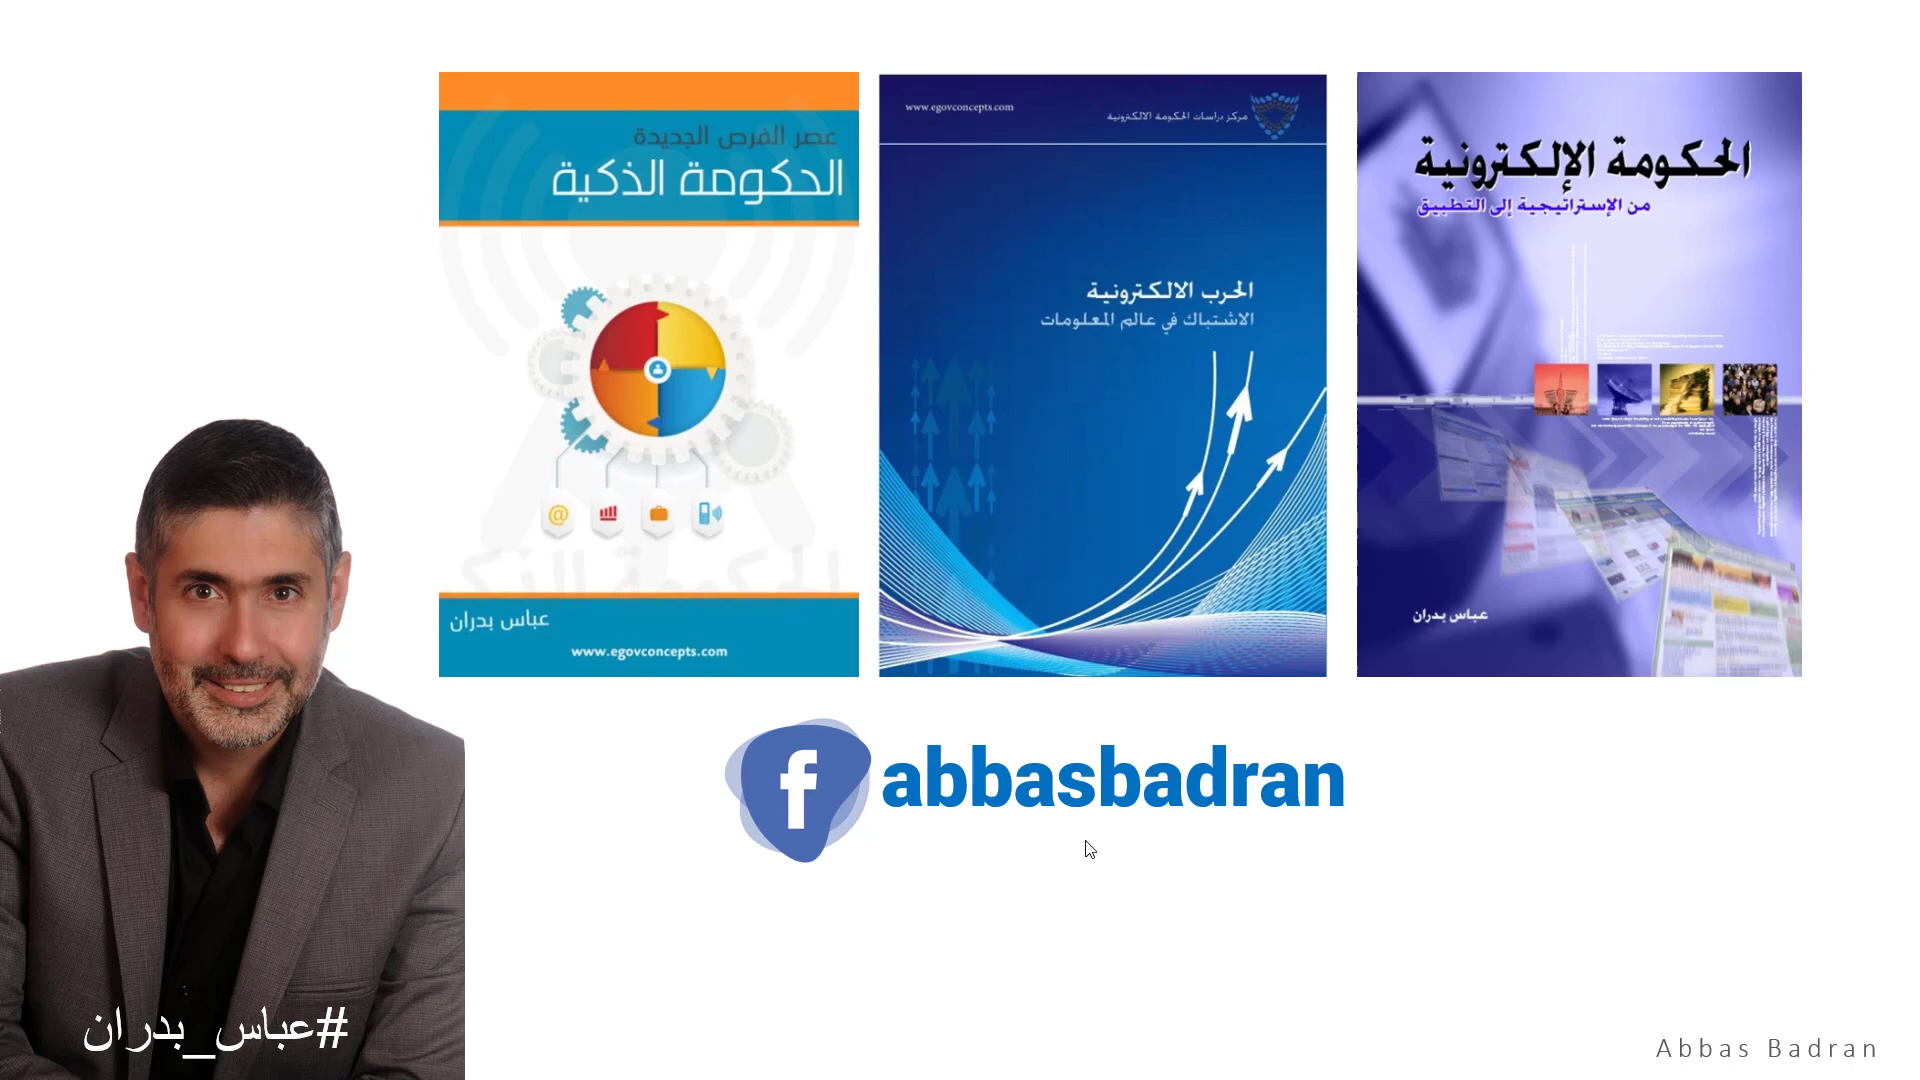 عصر الفرص الجديدة
الحكومة الذكية
@
عباس بدران
www.egovconcepts.com
www.egovconcepts.com
مركز دراسات الحكومة الالكترونية
الحرب الالكترونية
الاشتباك في عالم المعلومات
الحكومة الإلكترونية
من الإستراتيجية إلى التطبيق
عباس بدران
f abbasbadran
#عباس_بدران
Abbas Badran